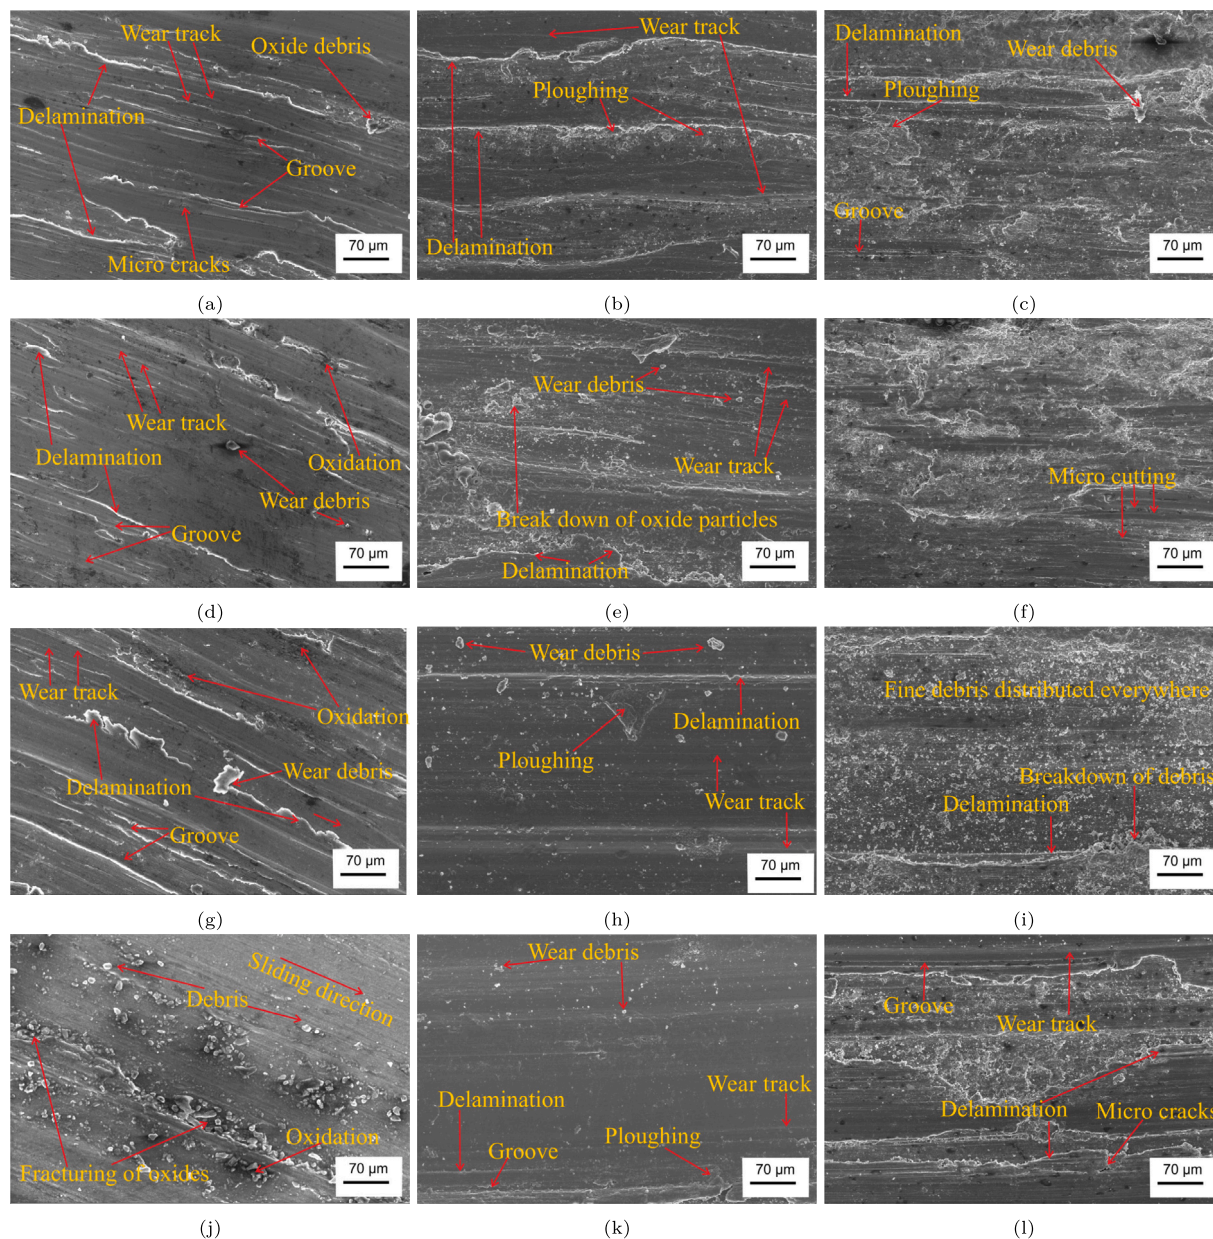 Wear track
Oxide debris
Delamination
Groove
Micro cracks
70 µm
(a)
Wear track
Ploughing
Delamination
70 µm
(b)
Delamination
Wear debris
Ploughing
Groove
70 µm
(c)
Wear track
Delamination
Oxidation
Wear debris
Groove
70 µm
(d)
Wear debris
Wear track
Break down of oxide particles
Delamination
70 µm
(e)
Micro cutting
70 µm
(f)
Wear track
Oxidation
Wear debris
Delamination
Groove
70 µm
(g)
Wear debris
Delamination
Ploughing
Wear track
70 µm
(h)
Fine debris distributed everywhere
Breakdown of debris
Delamination
70 µm
(i)
Sliding direction
Debris
Oxidation
Fracturing of oxides
70 µm
(j)
Wear debris
Wear track
Delamination
Ploughing
Groove
70 µm
(k)
Groove
Wear track
Delamination
Micro cracks
70 µm
(l)